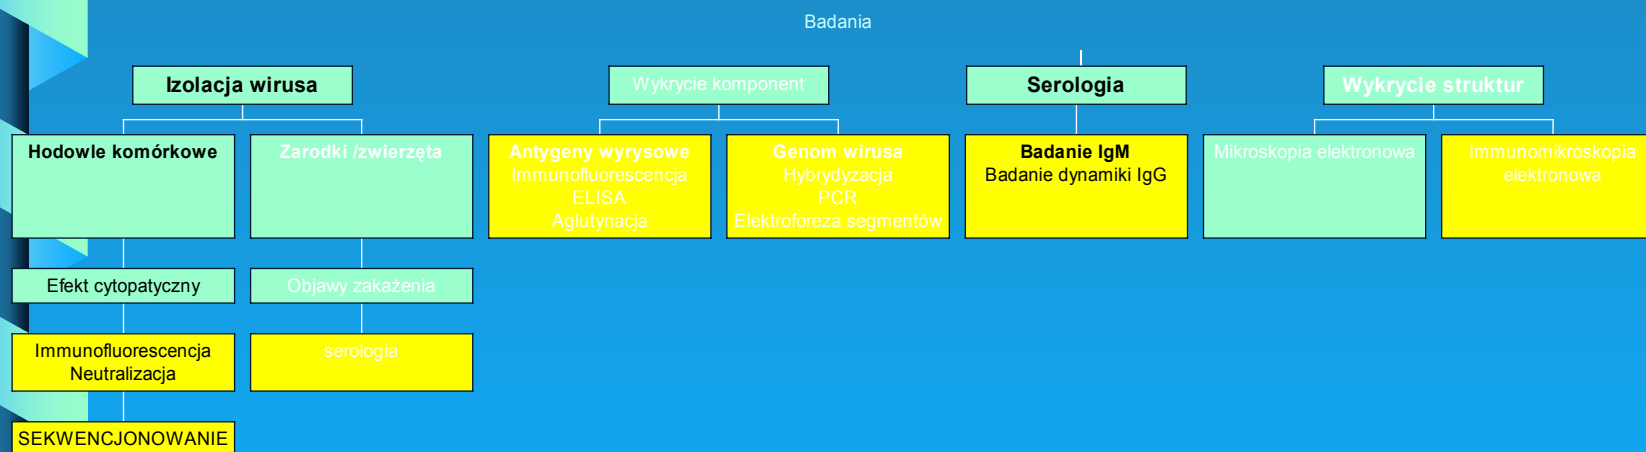 Badania
Izolacja wirusa
Wykrycie komponent
Serologia
Wykrycie struktur
Hodowle komórkowe
Zarodki /zwierzęta
Antygeny wyrysowe
Immunofluorescencja
ELISA
Aglutynacja
Genom wirusa
Hybrydyzacja
PCR
Elektroforeza segmentów
Badanie IgM
Badanie dynamiki IgG
Mikroskopia elektronowa
Immunomikroskopia
elektronowa
Efekt cytopatyczny
Objawy zakażenia
Immunofluorescencja
Neutralizacja
serologia
SEKWENCJONOWANIE